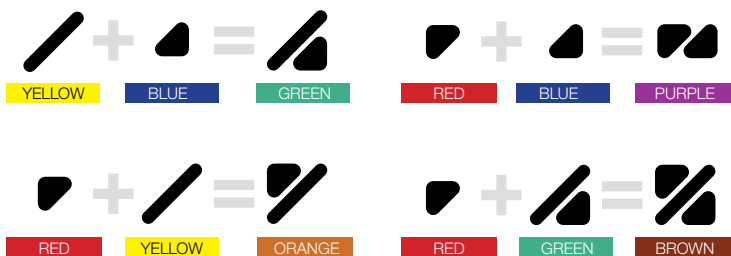 YELLOW BLUE GREEN
RED BLUE PURPLE
RED YELLOW ORANGE
RED GREEN BROWN